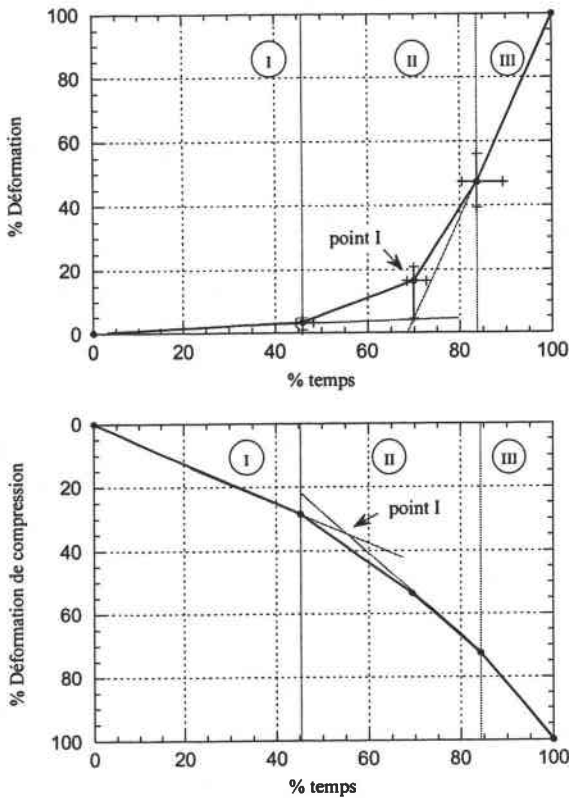 100
80
60
40
20
0
% Déformation
I
II
III
point I
0 20 40 60 80 100
% temps
0
20
40
60
80
100
% Déformation de compression
I
II
III
point I
0 20 40 60 80 100
% temps